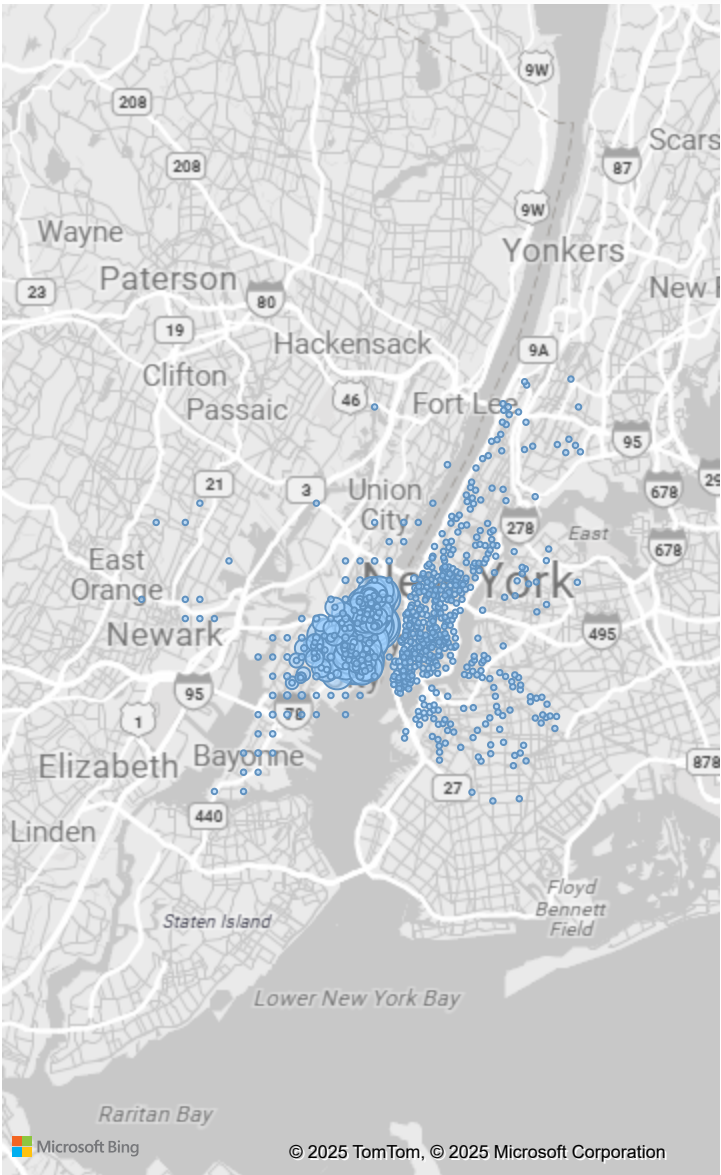 9W
208
208
87
Scars
9W
Wayne
Yonkers
Paterson
23
80
New R
19
9A
Hackensack
Clifton
46
Fort Lee
Passaic
95
21
3
Union
City
678
29
278
East
678
East
Orange
New York
Newark
495
95
78
1
Bayonne
Elizabeth
878
27
440
Linden
Floyd
Bennett
Field
Staten Island
Lower New York Bay
Raritan Bay
Microsoft Bing
© 2025 TomTom, © 2025 Microsoft Corporation